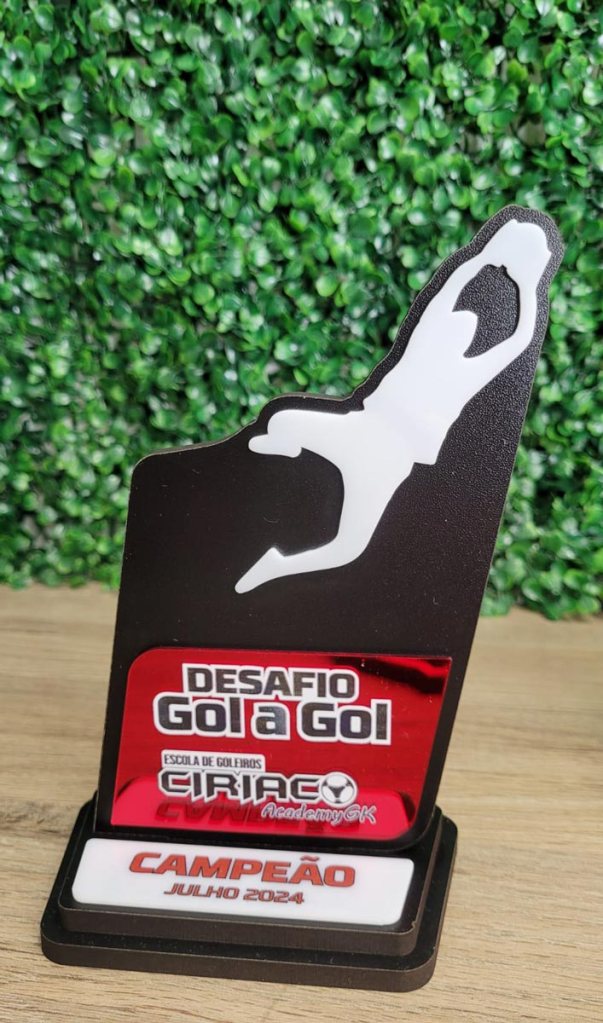 DESAFIO
Gol a Gol
ESCOLA DE GOLEIROS
CIRIACO
AcademyGK
CAMPEÃO
JULHO 2024